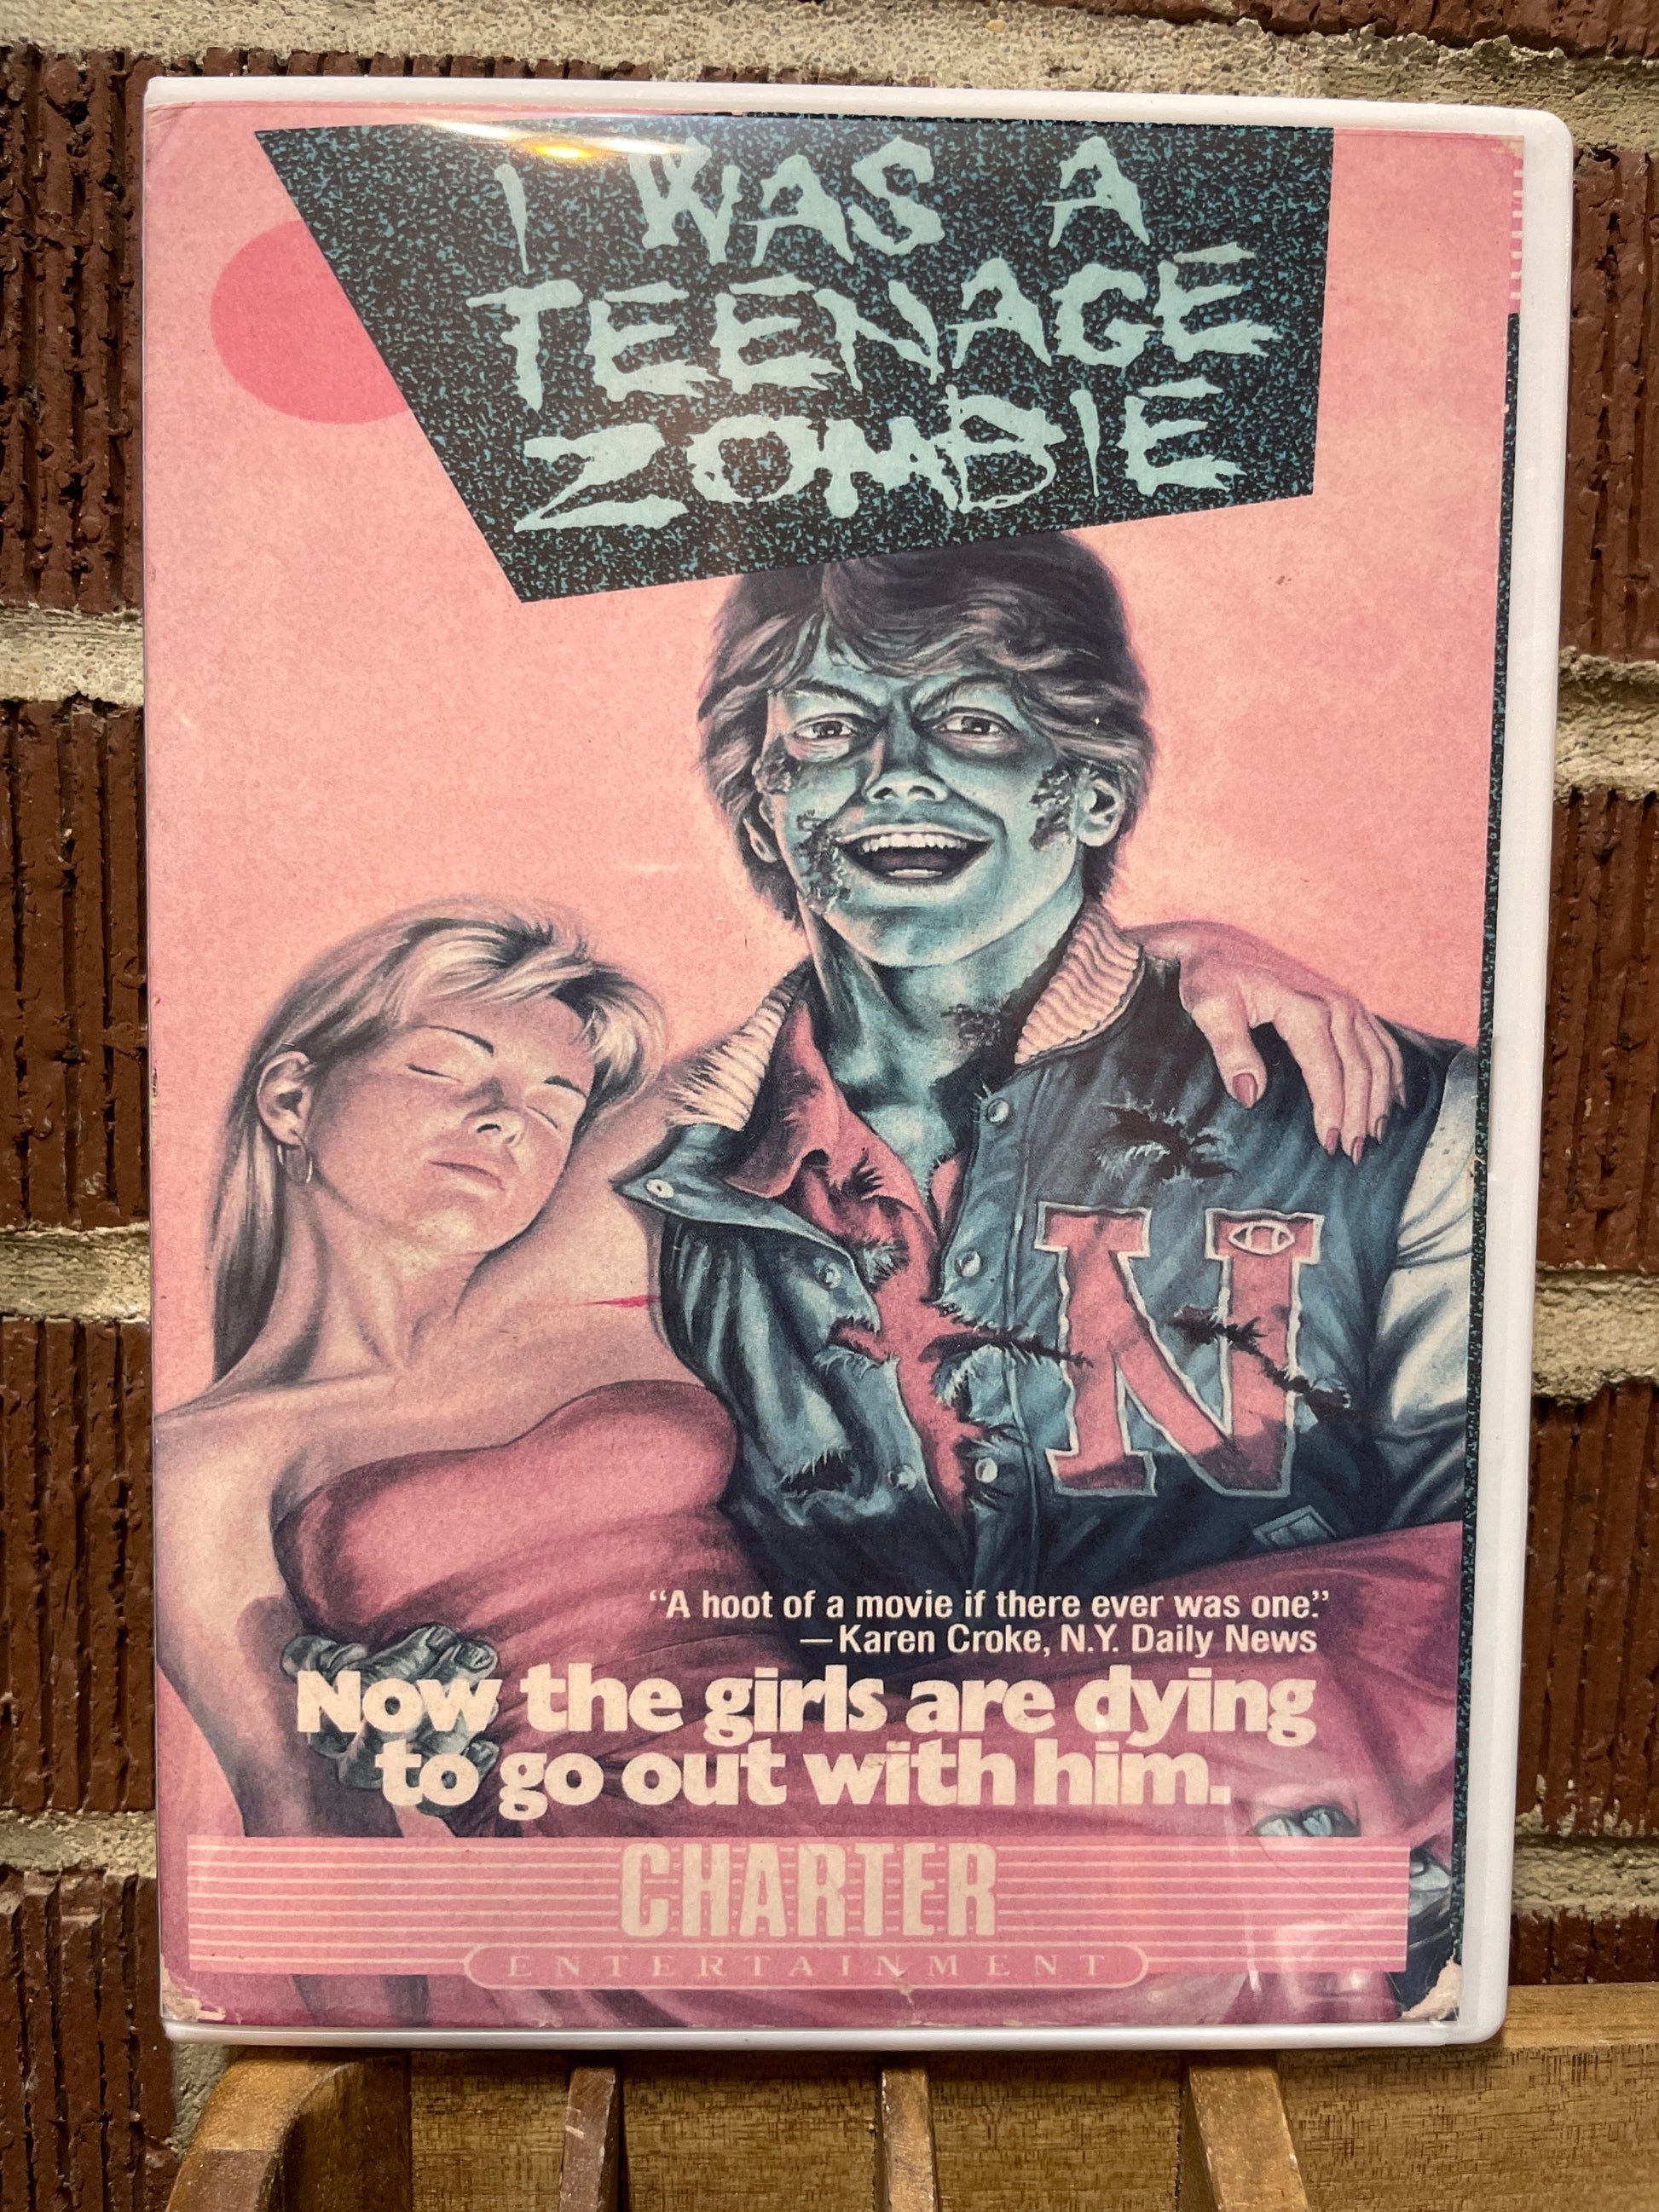 I WAS A
TEENAGE
ZOMBIE
N
“A hoot of a movie if there ever was one.”
—Karen Croke, N.Y. Daily News
Now the girls are dying
to go out with him.
CHARTER
ENTERTAINMENT